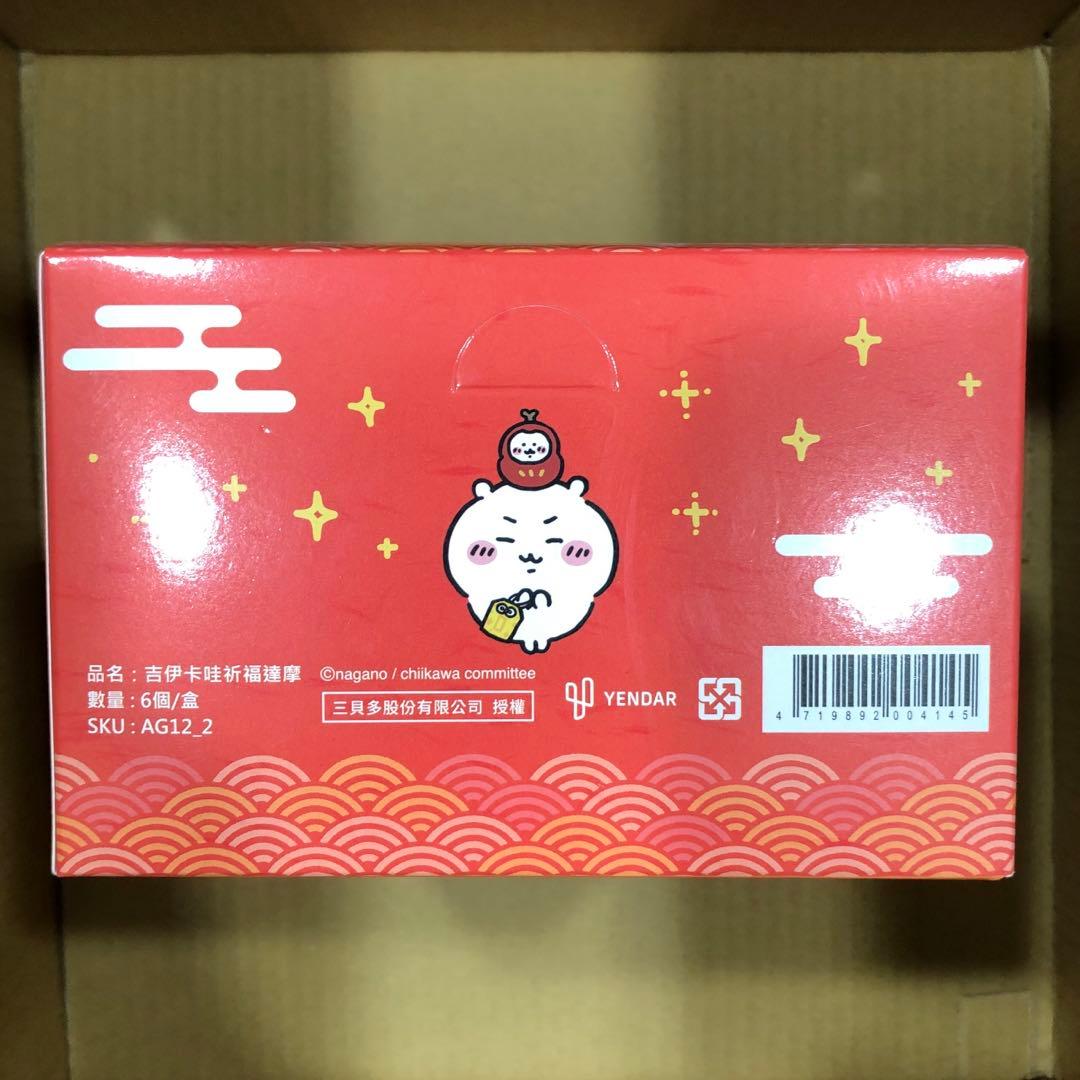 品名：吉伊卡哇祈福達摩
數量：6個/盒
SKU：AG12_2
©nagano / chiikawa committee
三貝多股份有限公司 授權
YENDAR
4 719892 004145